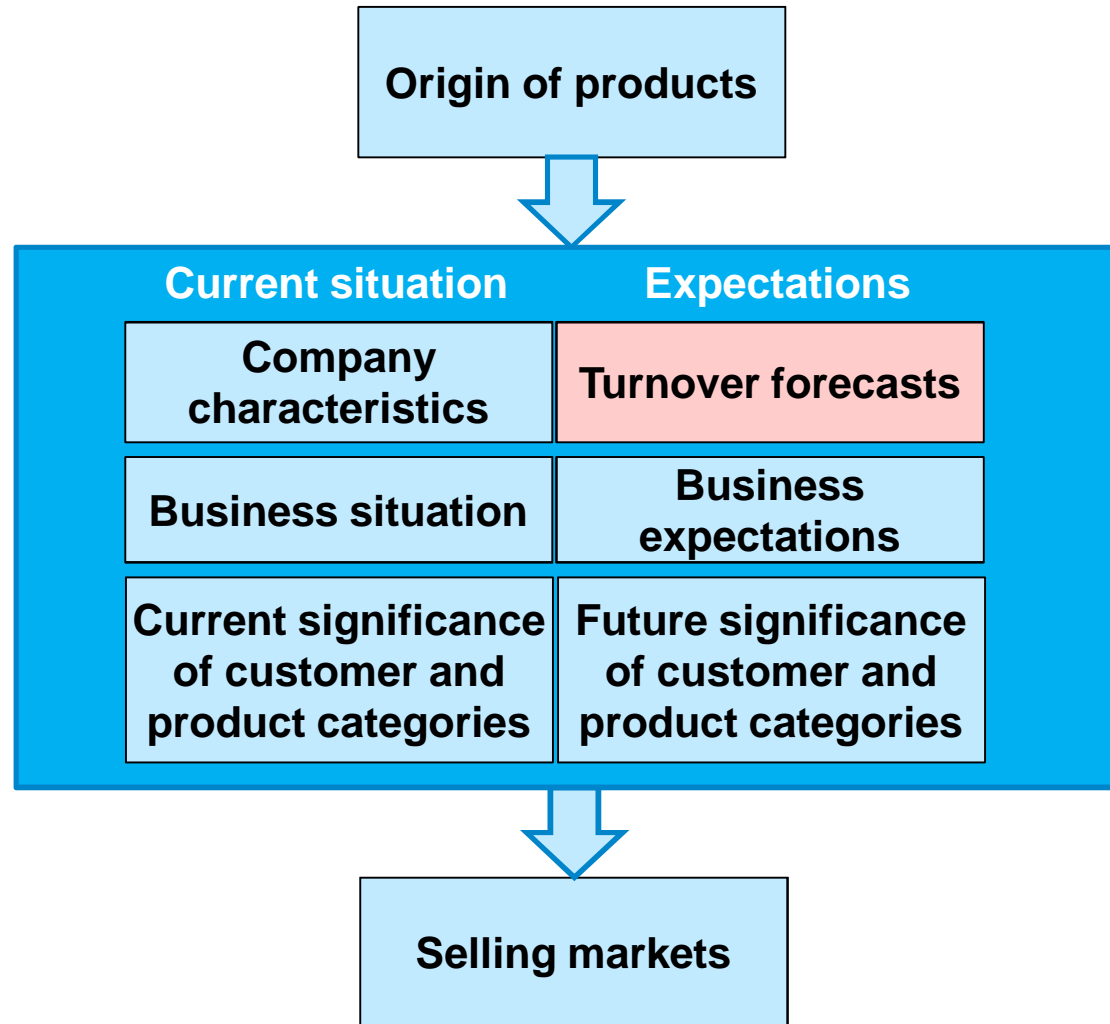 Origin of products
Current situation
Expectations
Company
characteristics
Turnover forecasts
Business situation
Business
expectations
Current significance
of customer and
product categories
Future significance
of customer and
product categories
Selling markets